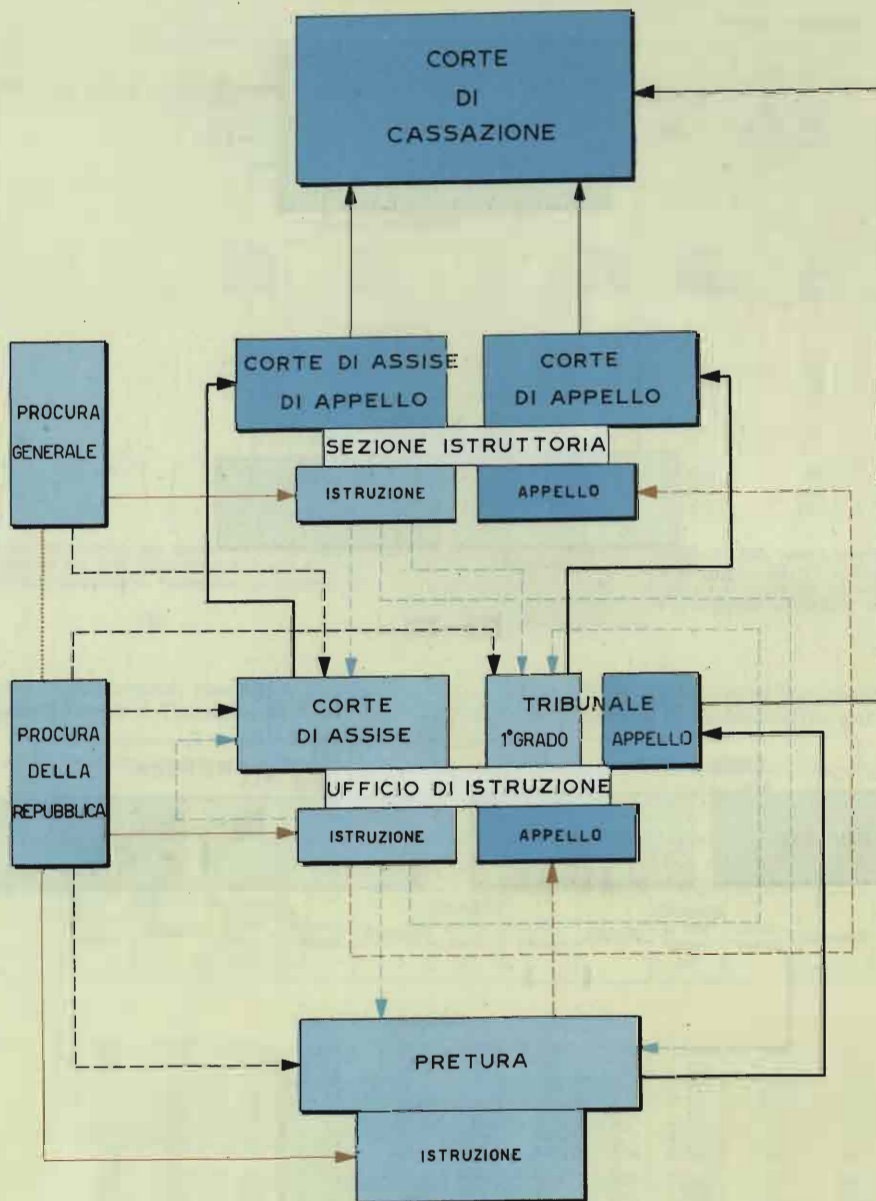 CORTE
DI
CASSAZIONE
PROCURA
GENERALE
CORTE DI ASSISE
DI APPELLO
CORTE
DI APPELLO
SEZIONE ISTRUTTORIA
ISTRUZIONE
APPELLO
PROCURA
DELLA
REPUBBLICA
CORTE
DI ASSISE
TRIBUNALE
1° GRADO
APPELLO
UFFICIO DI ISTRUZIONE
ISTRUZIONE
APPELLO
PRETURA
ISTRUZIONE